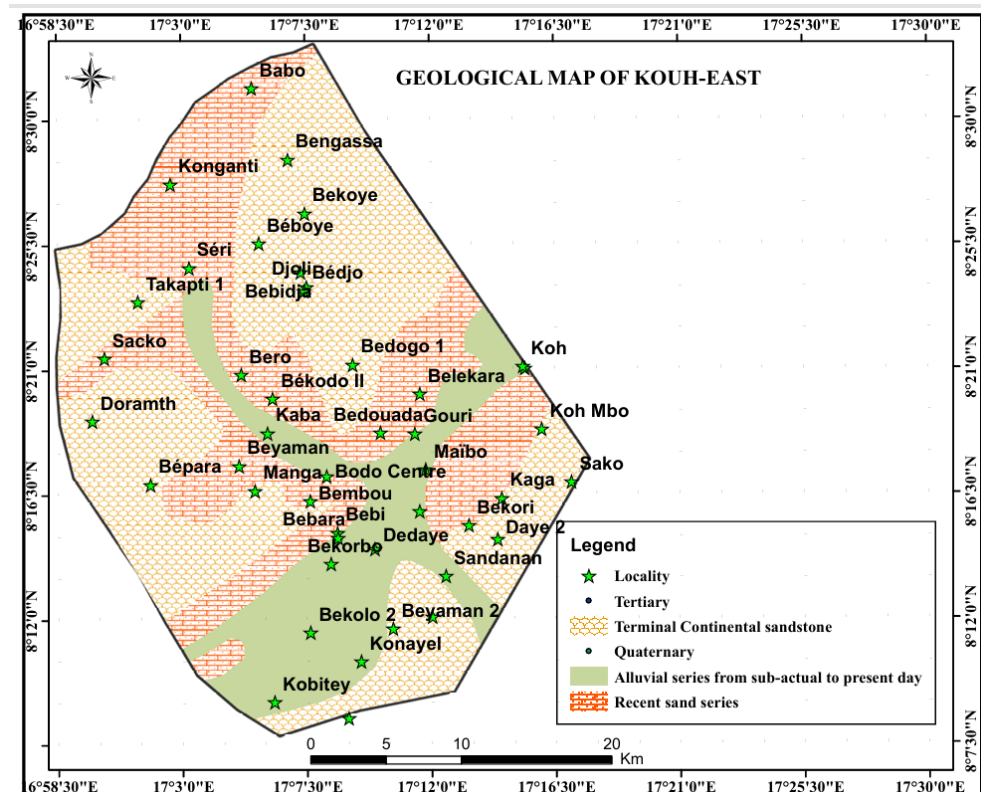 16°58'30"E 17°3'0"E 17°7'30"E 17°12'0"E 17°16'30"E 17°21'0"E 17°25'30"E 17°30'0"E
GEOLOGICAL MAP OF KOUH-EAST
N
W E
S
8°30'0"N 8°30'0"N
8°25'30"N 8°25'30"N
8°21'0"N 8°21'0"N
8°16'30"N 8°16'30"N
8°12'0"N 8°12'0"N
8°7'30"N
Babo
Bengassa
Konganti
Bekoye
Béboye
Séri
Djoli Bédjo
Takapti 1 Bebidja
Sacko
Bero
Bedogo 1
Koh
Békodo II
Belekara
Doramth
Kaba
Bedouada Gouri
Koh Mbo
Beyaman
Maïbo
Bépara
Manga
Bodo Centre
Sako
Kaga
Bembou
Bekori
Bebara
Bebi
Daye 2
Bekorbo
Dedaye
Sandanan
Bekolo 2
Beyaman 2
Konayel
Kobitey
Legend
Locality
Tertiary
Terminal Continental sandstone
Quaternary
Alluvial series from sub-actual to present day
Recent sand series
0 5 10 20
Km
16°58'30"E 17°3'0"E 17°7'30"E 17°12'0"E 17°16'30"E 17°21'0"E 17°25'30"E 17°30'0"E